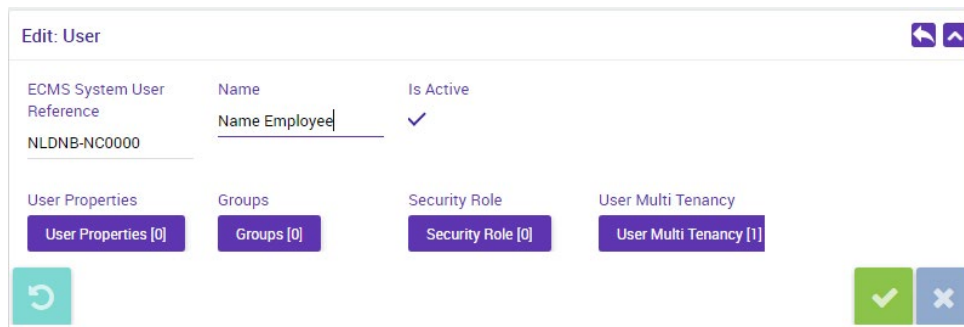 Edit: User
ECMS System User
Reference
NLDNB-NC0000
Name
Name Employee
Is Active
User Properties
Groups
Security Role
User Multi Tenancy
User Properties [0]
Groups [0]
Security Role [0]
User Multi Tenancy [1]